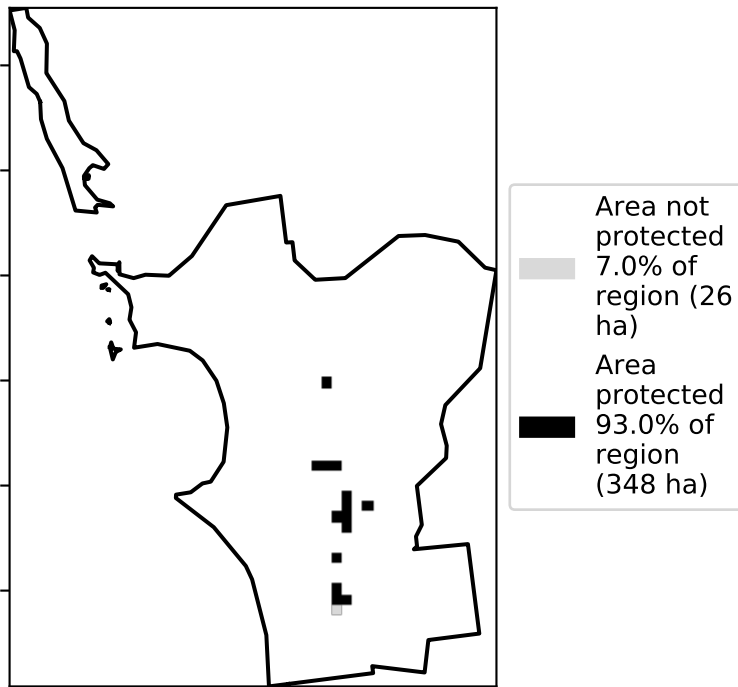 Area not
protected
7.0% of
region (26
ha)
Area
protected
93.0% of
region
(348 ha)